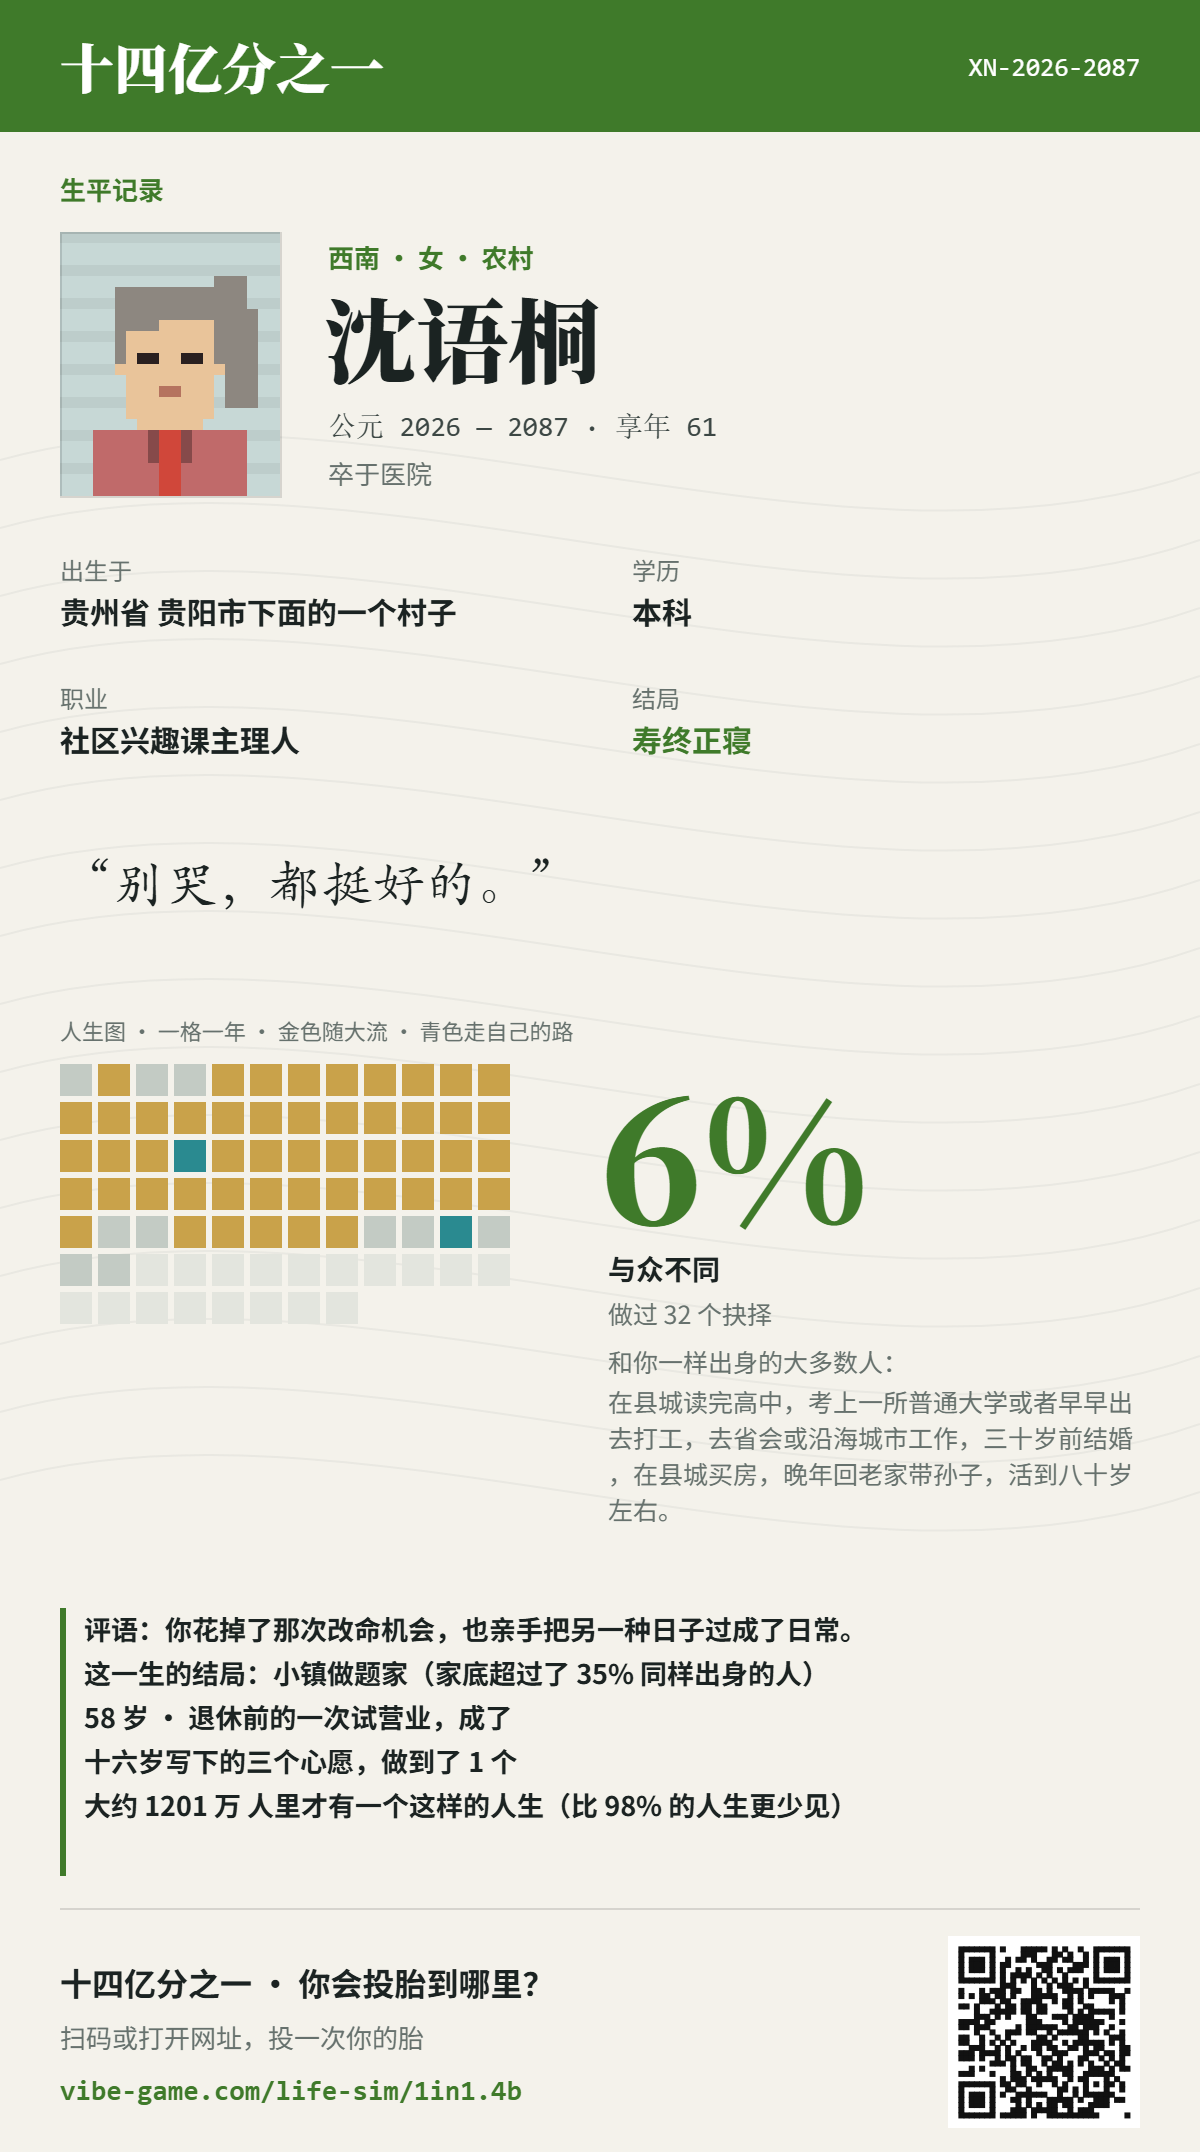 十四亿分之一
XN-2026-2087
生平记录
西南 · 女 · 农村
沈语桐
公元 2026 — 2087 · 享年 61
卒于医院
出生于
贵州省 贵阳市下面的一个村子
学历
本科
职业
社区兴趣课主理人
结局
寿终正寝
“别哭，都挺好的。”
人生图 · 一格一年 · 金色随大流 · 青色走自己的路
6%
与众不同
做过 32 个抉择
和你一样出身的大多数人：
在县城读完高中，考上一所普通大学或者早早出
去打工，去省会或沿海城市工作，三十岁前结婚
，在县城买房，晚年回老家带孙子，活到八十岁
左右。
评语：你花掉了那次改命机会，也亲手把另一种日子过成了日常。
这一生的结局：小镇做题家（家底超过了 35% 同样出身的人）
58 岁 · 退休前的一次试营业，成了
十六岁写下的三个心愿，做到了 1 个
大约 1201 万 人里才有一个这样的人生（比 98% 的人生更少见）
十四亿分之一 · 你会投胎到哪里？
扫码或打开网址，投一次你的胎
vibe-game.com/life-sim/1in1.4b